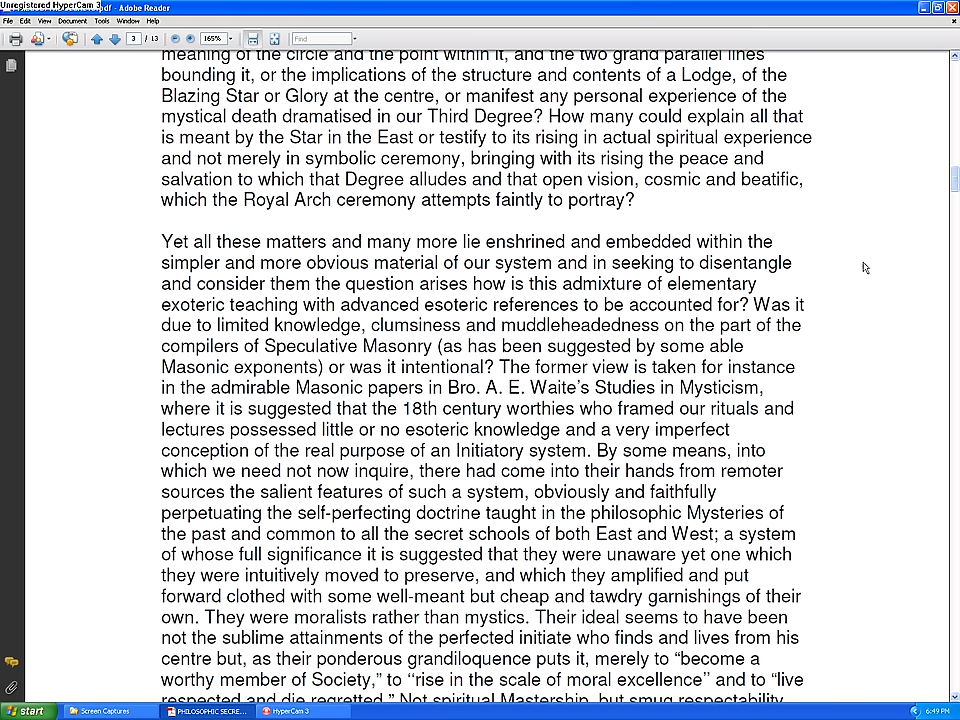 Unregistered HyperCam 3
.pdf - Adobe Reader
File Edit View Document Tools Window Help
3 / 13 165% Find
meaning of the circle and the point within it, and the two grand parallel lines
bounding it, or the implications of the structure and contents of a Lodge, of the
Blazing Star or Glory at the centre, or manifest any personal experience of the
mystical death dramatised in our Third Degree? How many could explain all that
is meant by the Star in the East or testify to its rising in actual spiritual experience
and not merely in symbolic ceremony, bringing with its rising the peace and
salvation to which that Degree alludes and that open vision, cosmic and beatific,
which the Royal Arch ceremony attempts faintly to portray?
Yet all these matters and many more lie enshrined and embedded within the
simpler and more obvious material of our system and in seeking to disentangle
and consider them the question arises how is this admixture of elementary
exoteric teaching with advanced esoteric references to be accounted for? Was it
due to limited knowledge, clumsiness and muddleheadedness on the part of the
compilers of Speculative Masonry (as has been suggested by some able
Masonic exponents) or was it intentional? The former view is taken for instance
in the admirable Masonic papers in Bro. A. E. Waite’s Studies in Mysticism,
where it is suggested that the 18th century worthies who framed our rituals and
lectures possessed little or no esoteric knowledge and a very imperfect
conception of the real purpose of an Initiatory system. By some means, into
which we need not now inquire, there had come into their hands from remoter
sources the salient features of such a system, obviously and faithfully
perpetuating the self-perfecting doctrine taught in the philosophic Mysteries of
the past and common to all the secret schools of both East and West; a system
of whose full significance it is suggested that they were unaware yet one which
they were intuitively moved to preserve, and which they amplified and put
forward clothed with some well-meant but cheap and tawdry garnishings of their
own. They were moralists rather than mystics. Their ideal seems to have been
not the sublime attainments of the perfected initiate who finds and lives from his
centre but, as their ponderous grandiloquence puts it, merely to “become a
worthy member of Society,” to “rise in the scale of moral excellence” and to “live
respected and die regretted.” Not spiritual Mastership, but smug respectability
start Screen Captures PHILOSOPHIC SECRE... HyperCam 3 6:49 PM